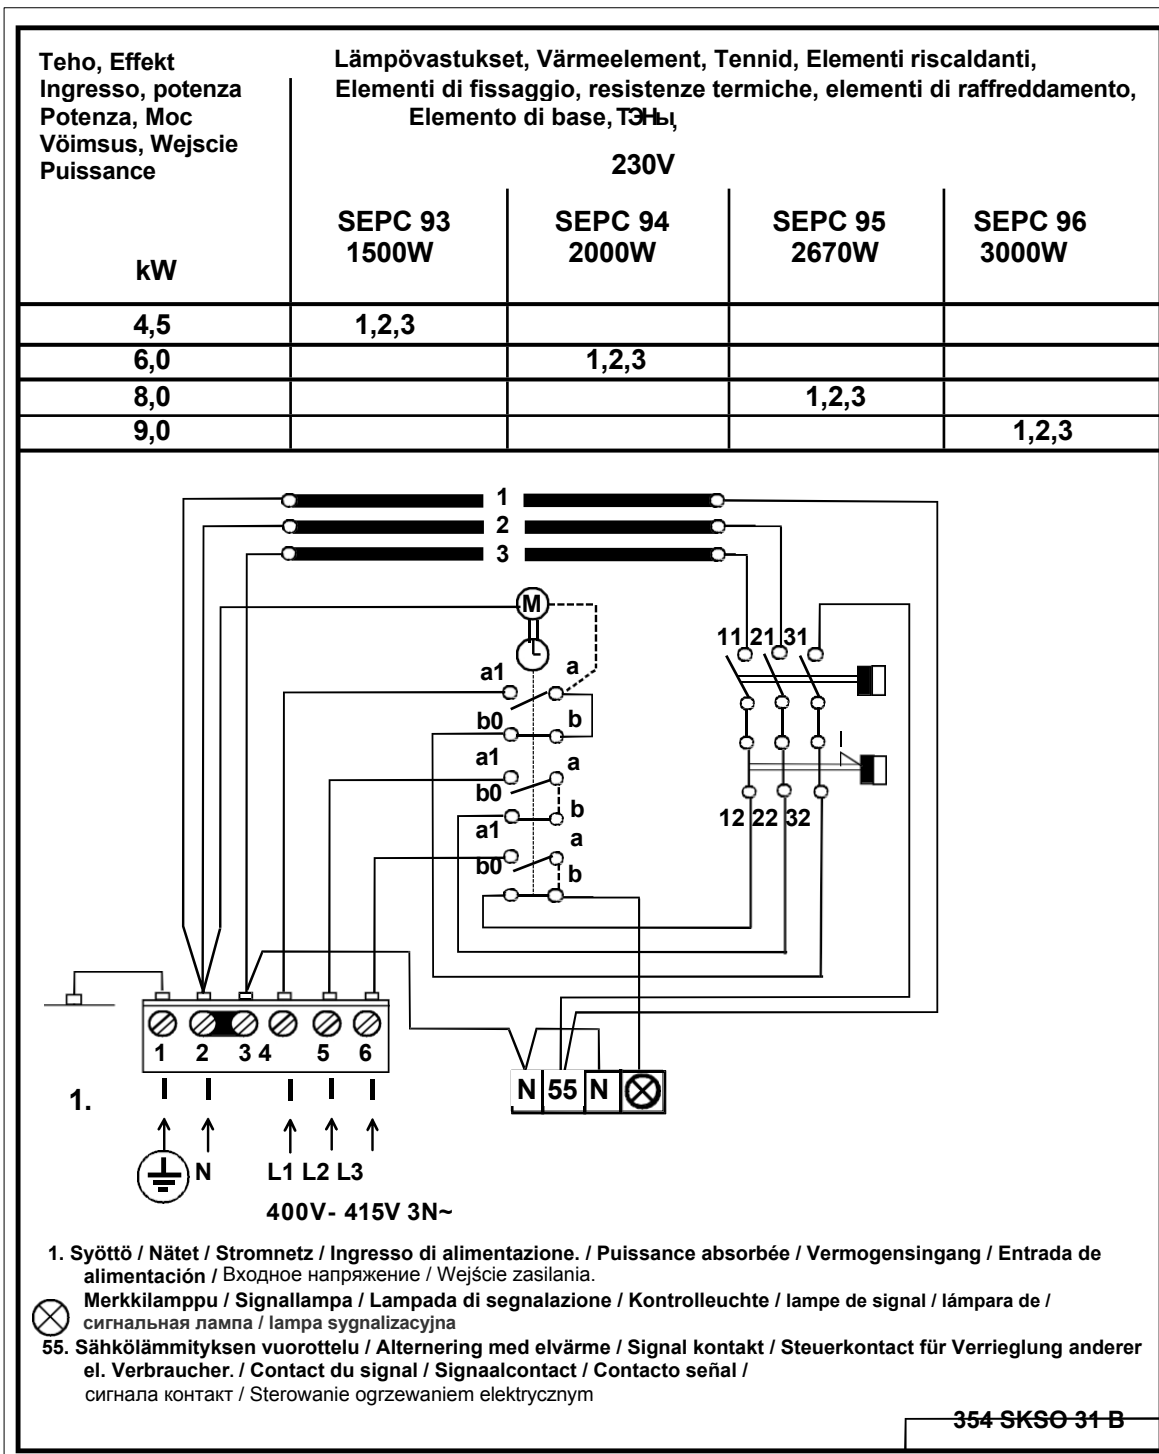 Teho, Effekt
Ingresso, potenza
Potenza, Moc
Vöimsus, Wejscie
Puissance
kW
Lämpövastukset, Värmeelement, Tennid, Elementi riscaldanti,
Elementi di fissaggio, resistenze termiche, elementi di raffreddamento,
Elemento di base, ТЭНы,
230V
SEPC 93 SEPC 94 SEPC 95 SEPC 96
1500W 2000W 2670W 3000W
4,5 1,2,3
6,0 1,2,3
8,0 1,2,3
9,0 1,2,3
1
2
3
M
11 21 31
a1 a
b0 b
a1 a
b0 b
a1 a
b0 b
12 22 32
1 2 3 4 5 6
N 55 N
1.
N L1 L2 L3
400V- 415V 3N~
1. Syöttö / Nätet / Stromnetz / Ingresso di alimentazione. / Puissance absorbée / Vermogensingang / Entrada de
alimentación / Входное напряжение / Wejście zasilania.
Merkkilamppu / Signallampa / Lampada di segnalazione / Kontrolleuchte / lampe de signal / lámpara de /
сигнальная лампа / lampa sygnalizacyjna
55. Sähkölämmityksen vuorottelu / Alternering med elvärme / Signal kontakt / Steuerkontact für Verrieglung anderer
el. Verbraucher. / Contact du signal / Signaalcontact / Contacto señal /
сигнала контакт / Sterowanie ogrzewaniem elektrycznym
354 SKSO 31 B